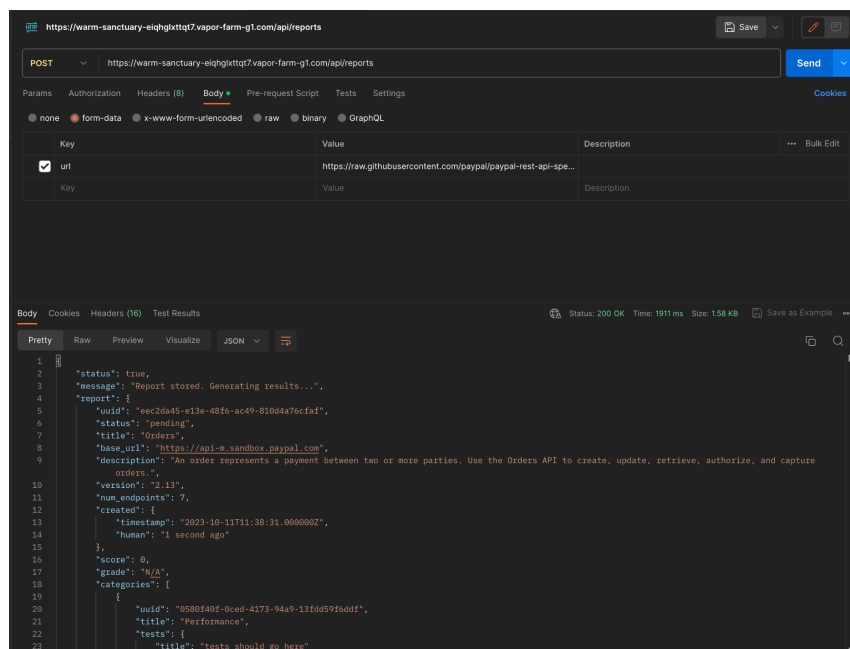 HTTP https://warm-sanctuary-eiqhglxttqt7.vapor-farm-g1.com/api/reports Save
POST https://warm-sanctuary-eiqhglxttqt7.vapor-farm-g1.com/api/reports Send
Params Authorization Headers (8) Body Pre-request Script Tests Settings Cookies
none form-data x-www-form-urlencoded raw binary GraphQL
Key Value Description ••• Bulk Edit
url https://raw.githubusercontent.com/paypal/paypal-rest-api-spe...
Key Value Description
Body Cookies Headers (16) Test Results Status: 200 OK Time: 1911 ms Size: 1.58 KB Save as Example
Pretty Raw Preview Visualize JSON
1 {
2 "status": true,
3 "message": "Report stored. Generating results...",
4 "report": {
5 "uuid": "eec2da45-e13e-48f6-ac49-810d4a76cfaf",
6 "status": "pending",
7 "title": "Orders",
8 "base_url": "https://api-m.sandbox.paypal.com",
9 "description": "An order represents a payment between two or more parties. Use the Orders API to create, update, retrieve, authorize, and capture
orders.",
10 "version": "2.13",
11 "num_endpoints": 7,
12 "created": {
13 "timestamp": "2023-10-11T11:38:31.000000Z",
14 "human": "1 second ago"
15 },
16 "score": 0,
17 "grade": "N/A",
18 "categories": [
19 {
20 "uuid": "0580f40f-0ced-4173-94a9-13fdd59f6ddf",
21 "title": "Performance",
22 "tests": {
23 "title": "tests should go here"